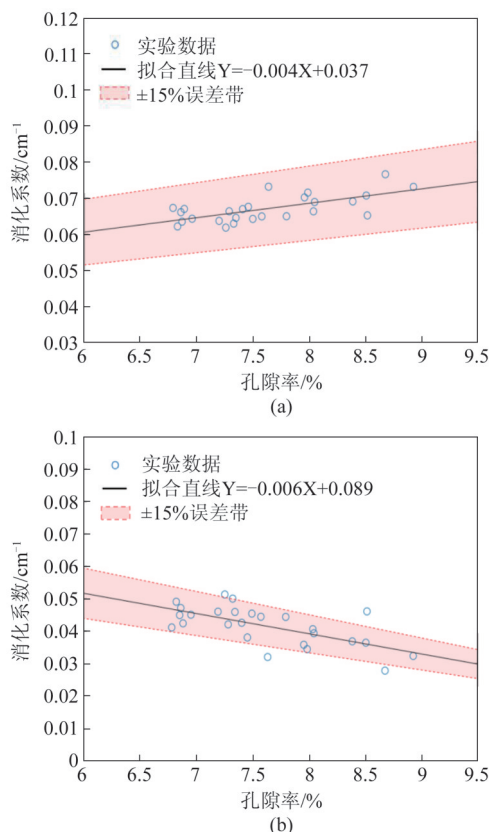 0.12
0.11
0.1
0.09
0.08
0.07
0.06
0.05
0.04
0.03
消化系数/cm⁻¹
实验数据
拟合直线Y=−0.004X+0.037
±15%误差带
6 6.5 7 7.5 8 8.5 9 9.5
孔隙率/%
(a)
0.1
0.09
0.08
0.07
0.06
0.05
0.04
0.03
0.02
0.01
0
消化系数/cm⁻¹
实验数据
拟合直线Y=−0.006X+0.089
±15%误差带
6 6.5 7 7.5 8 8.5 9 9.5
孔隙率/%
(b)